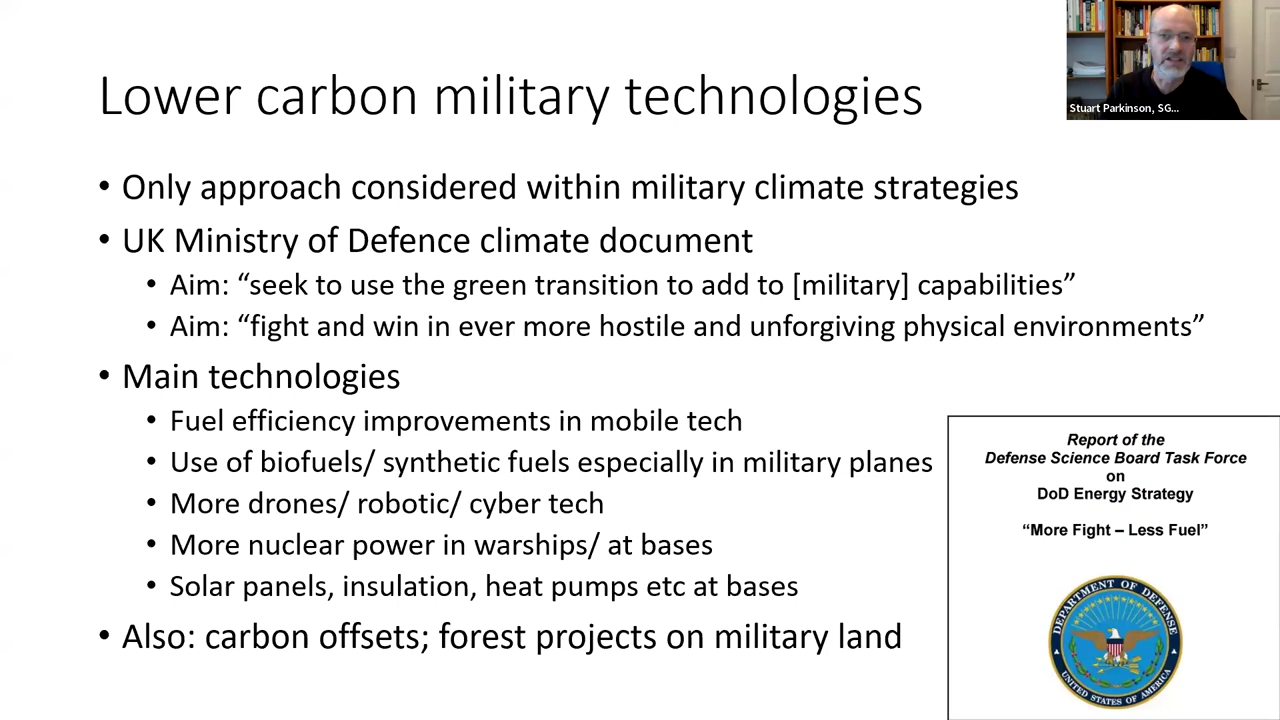 Lower carbon military technologies
Stuart Parkinson, SG...
• Only approach considered within military climate strategies
• UK Ministry of Defence climate document
• Aim: “seek to use the green transition to add to [military] capabilities”
• Aim: “fight and win in ever more hostile and unforgiving physical environments”
• Main technologies
• Fuel efficiency improvements in mobile tech
• Use of biofuels/ synthetic fuels especially in military planes
• More drones/ robotic/ cyber tech
• More nuclear power in warships/ at bases
• Solar panels, insulation, heat pumps etc at bases
• Also: carbon offsets; forest projects on military land
Report of the
Defense Science Board Task Force
on
DoD Energy Strategy
“More Fight – Less Fuel”
DEPARTMENT OF DEFENSE
UNITED STATES OF AMERICA